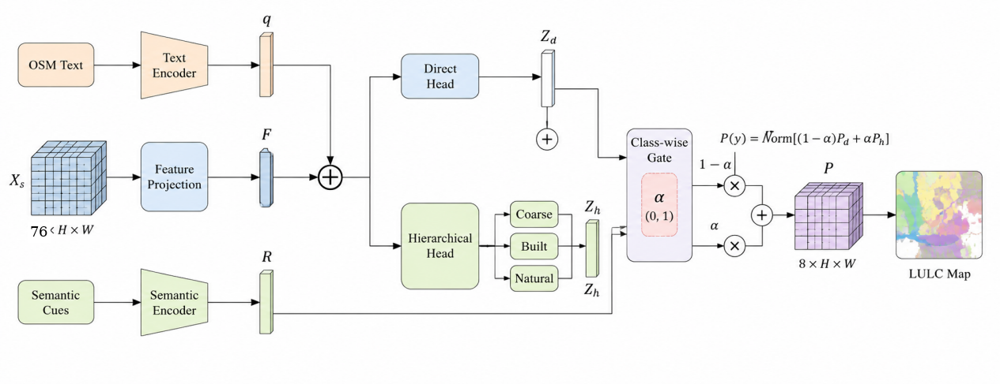 q
OSM Text
Text
Encoder
F
X_s
Feature
Projection
76 ‹ H × W
R
Semantic
Cues
Semantic
Encoder
Direct
Head
Z_d
Hierarchical
Head
Coarse
Built
Natural
Z_h
Z_h
Class-wise
Gate
α
(0, 1)
P(y) = Norm[(1 − α)P_d + αP_h]
1 − α
α
P
8 × H × W
LULC Map